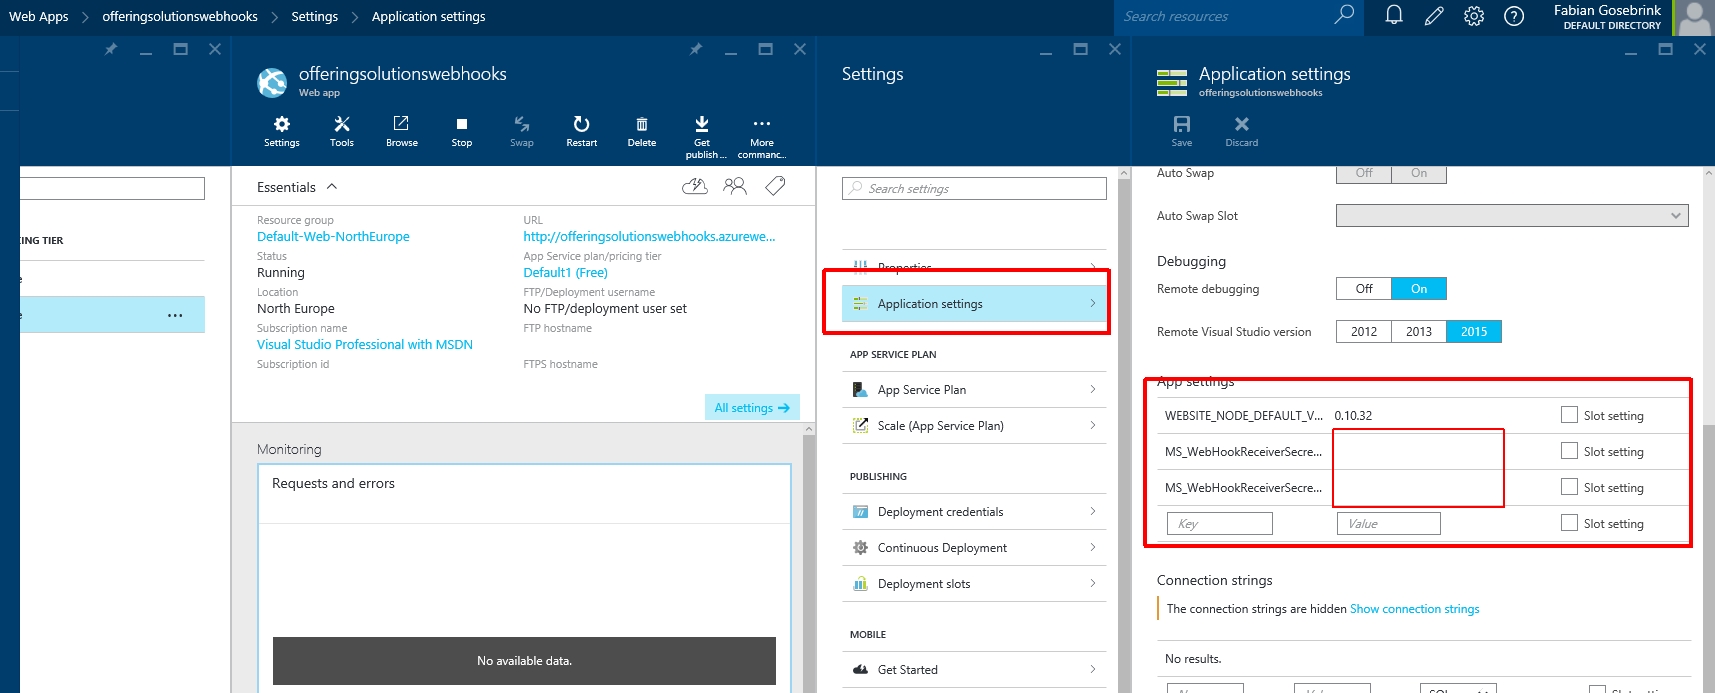 Web Apps
offeringsolutionswebhooks
Settings
Application settings
Search resources
Fabian Gosebrink
DEFAULT DIRECTORY
offeringsolutionswebhooks
Web app
Settings
Tools
Browse
Stop
Swap
Restart
Delete
Get
publish ...
More
commanc...
Essentials
Resource group
Default-Web-NorthEurope
Status
Running
Location
North Europe
Subscription name
Visual Studio Professional with MSDN
Subscription id
URL
http://offeringsolutionswebhooks.azurewe...
App Service plan/pricing tier
Default1 (Free)
FTP/Deployment username
No FTP/deployment user set
FTP hostname
FTPS hostname
All settings
Monitoring
Requests and errors
No available data.
Settings
Search settings
Properties
Application settings
APP SERVICE PLAN
App Service Plan
Scale (App Service Plan)
PUBLISHING
Deployment credentials
Continuous Deployment
Deployment slots
MOBILE
Get Started
Application settings
offeringsolutionswebhooks
Save
Discard
Auto Swap
Off On
Auto Swap Slot
Debugging
Remote debugging
Off On
Remote Visual Studio version
2012 2013 2015
App settings
WEBSITE_NODE_DEFAULT_V... 0.10.32 Slot setting
MS_WebHookReceiverSecre... Slot setting
MS_WebHookReceiverSecre... Slot setting
Key Value Slot setting
Connection strings
The connection strings are hidden Show connection strings
No results.